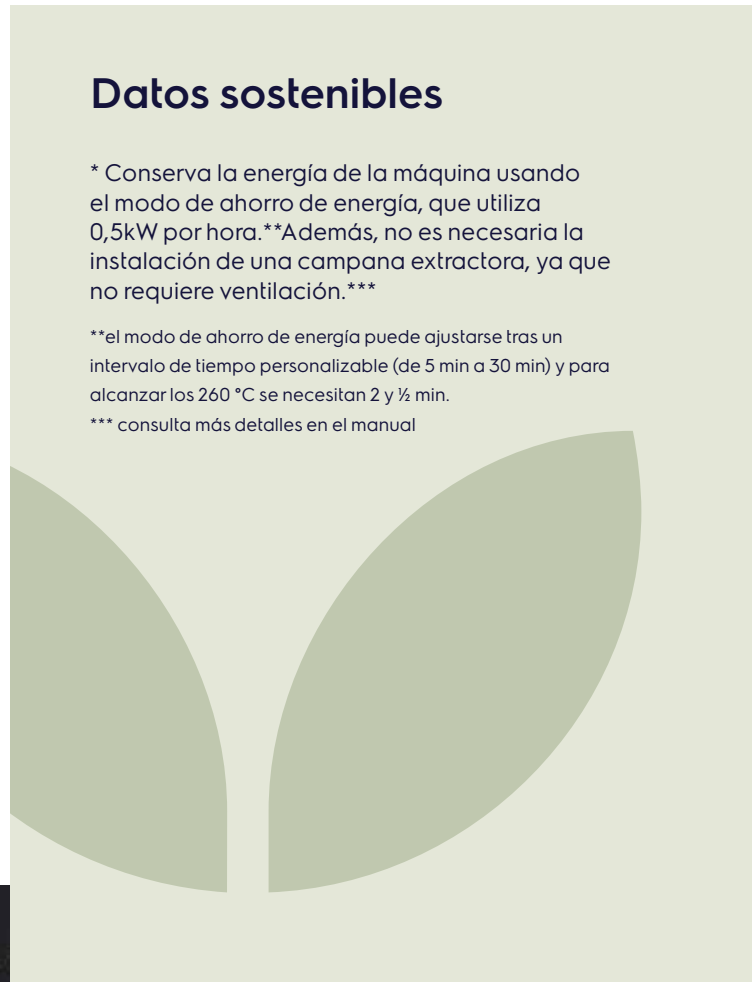 Datos sostenibles
* Conserva la energía de la máquina usando
el modo de ahorro de energía, que utiliza
0,5kW por hora.**Además, no es necesaria la
instalación de una campana extractora, ya que
no requiere ventilación.***
**el modo de ahorro de energía puede ajustarse tras un
intervalo de tiempo personalizable (de 5 min a 30 min) y para
alcanzar los 260 °C se necesitan 2 y ½ min.
*** consulta más detalles en el manual